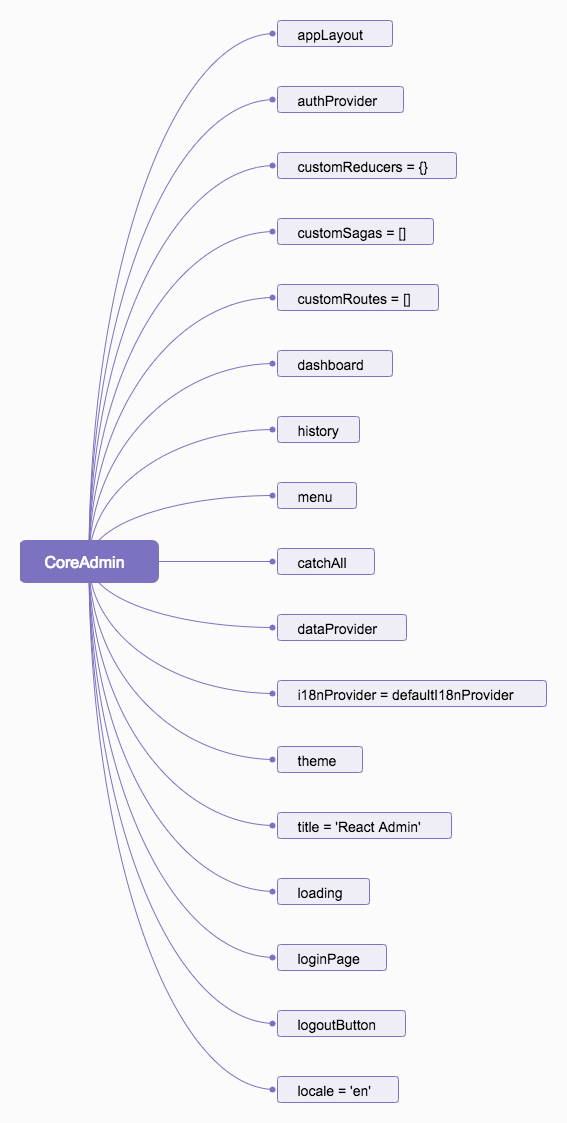 appLayout
authProvider
customReducers = {}
customSagas = []
customRoutes = []
dashboard
history
menu
CoreAdmin
catchAll
dataProvider
i18nProvider = defaultI18nProvider
theme
title = 'React Admin'
loading
loginPage
logoutButton
locale = 'en'